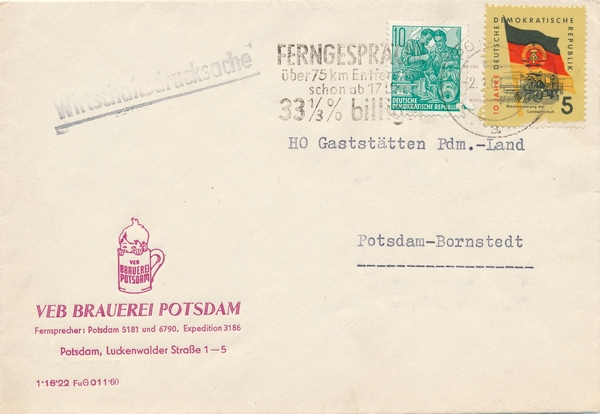 Wirtschaftsdrucksache
FERNGESPRÄ
über 75 km Entfe
schon ab 17
33 1/3 % bill
10
DEUTSCHE
DEMOKRATISCHE REPUBLIK
10 JAHRE DEUTSCHE DEMOKRATISCHE REPUBLIK
5
HO Gaststätten Pdm.-Land
Potsdam-Bornstedt
VEB
BRAUEREI
POTSDAM
VEB BRAUEREI POTSDAM
Fernsprecher: Potsdam 5181 und 6790, Expedition 3186
Potsdam, Luckenwalder Straße 1—5
1·16'22 FuG 011·60